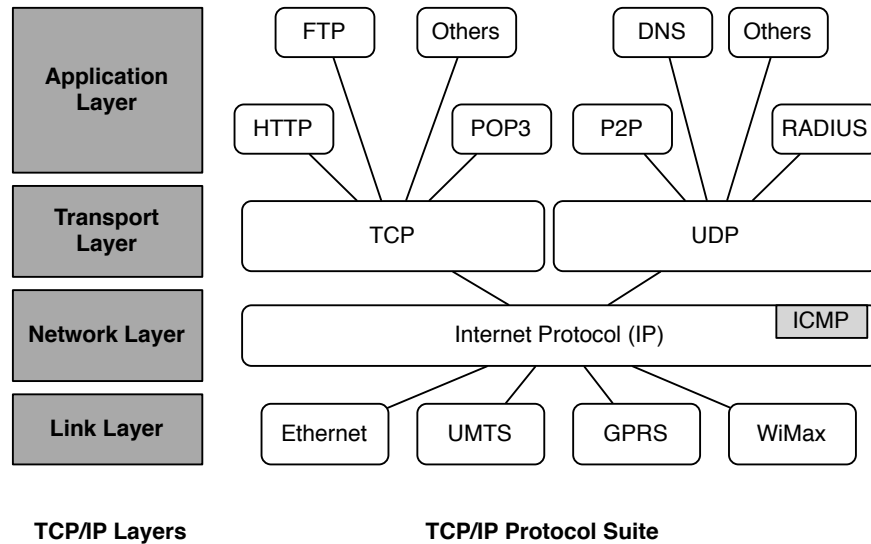 FTP
Others
DNS
Others
Application
Layer
HTTP
POP3
P2P
RADIUS
Transport
Layer
TCP
UDP
Network Layer
Internet Protocol (IP)
ICMP
Link Layer
Ethernet
UMTS
GPRS
WiMax
TCP/IP Layers
TCP/IP Protocol Suite